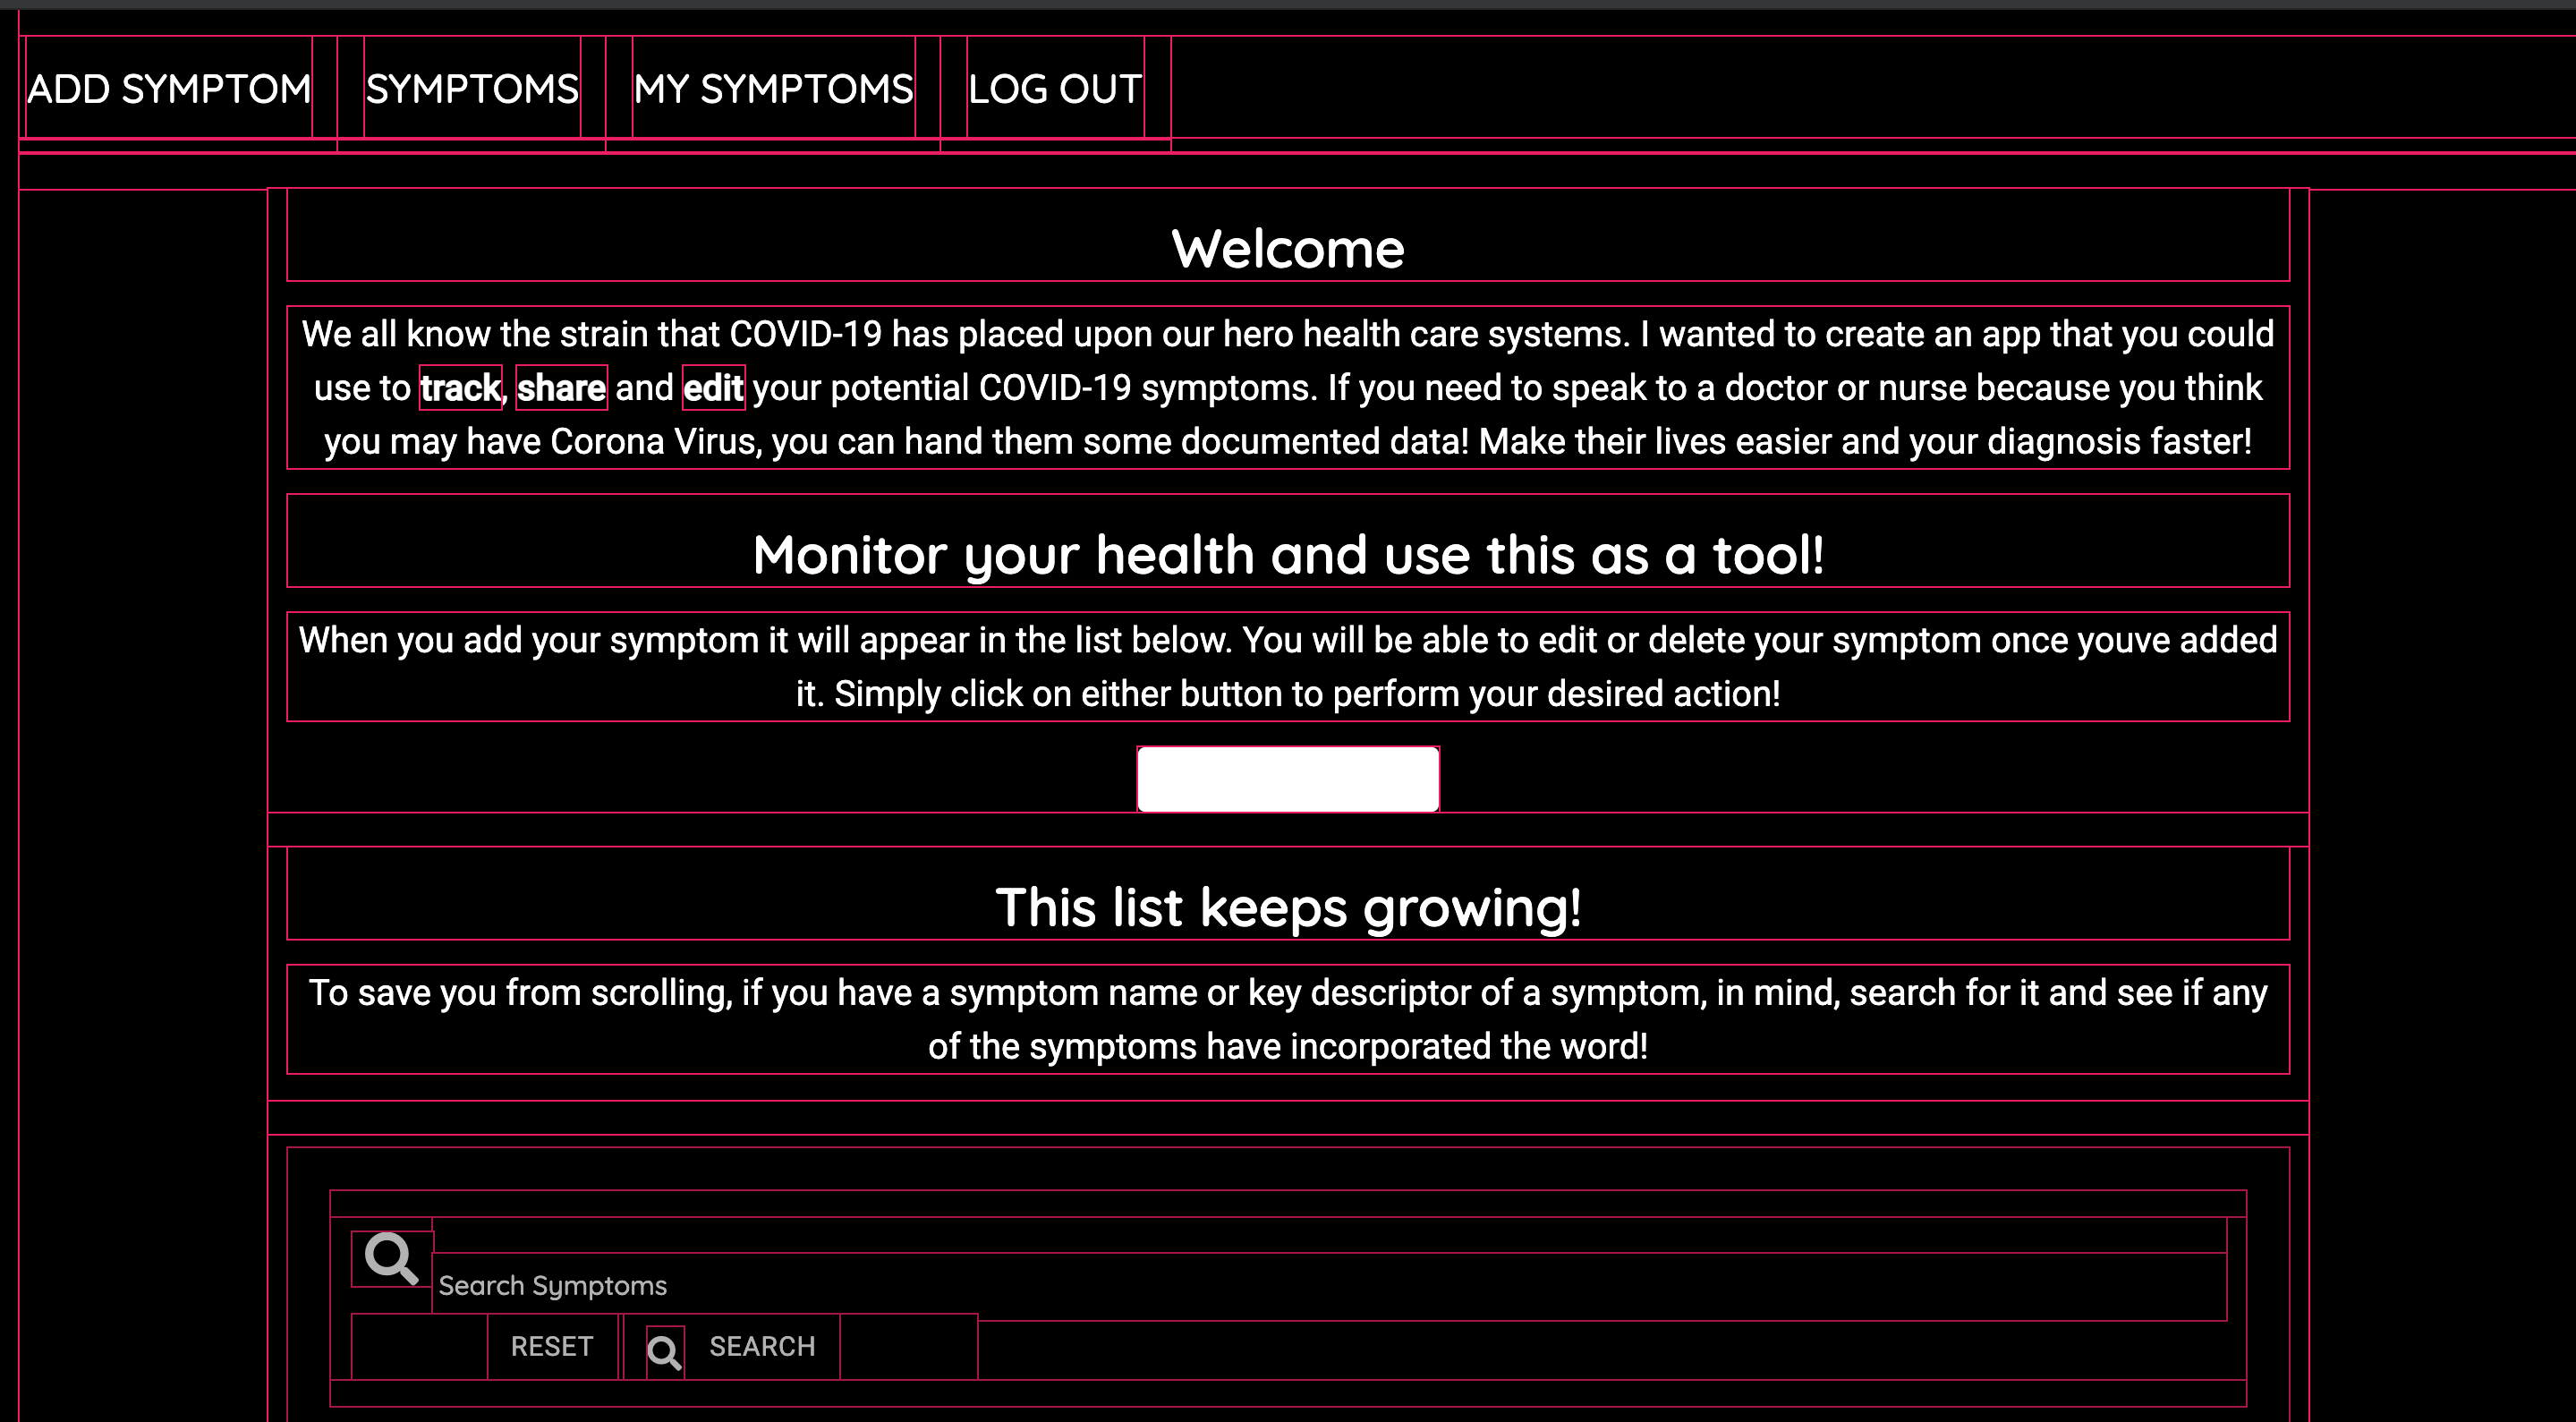 ADD SYMPTOM SYMPTOMS MY SYMPTOMS LOG OUT
Welcome
We all know the strain that COVID-19 has placed upon our hero health care systems. I wanted to create an app that you could
use to track, share and edit your potential COVID-19 symptoms. If you need to speak to a doctor or nurse because you think
you may have Corona Virus, you can hand them some documented data! Make their lives easier and your diagnosis faster!
Monitor your health and use this as a tool!
When you add your symptom it will appear in the list below. You will be able to edit or delete your symptom once youve added
it. Simply click on either button to perform your desired action!
This list keeps growing!
To save you from scrolling, if you have a symptom name or key descriptor of a symptom, in mind, search for it and see if any
of the symptoms have incorporated the word!
Search Symptoms
RESET SEARCH